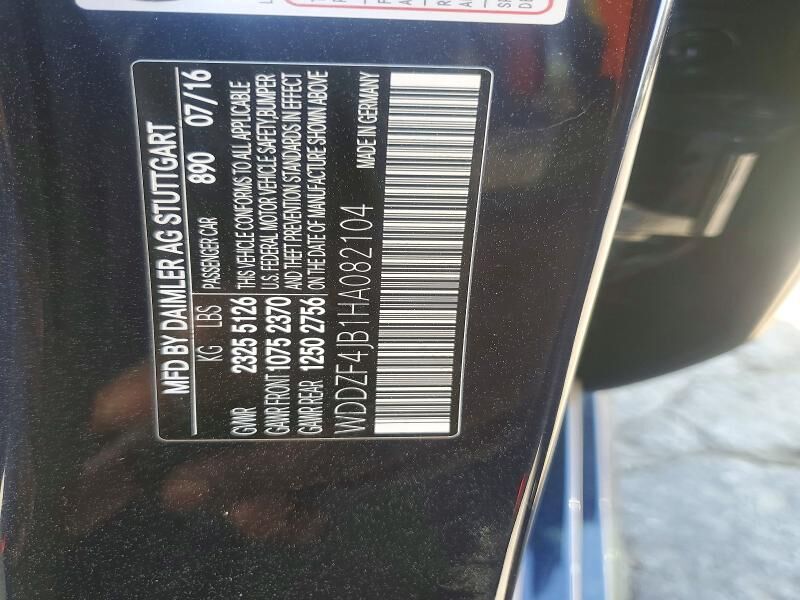 MFD BY DAIMLER AG STUTTGART
KG LBS PASSENGER CAR 890 07/16
GVWR 2325 5126 THIS VEHICLE CONFORMS TO ALL APPLICABLE
GAWR FRONT 1075 2370 U.S. FEDERAL MOTOR VEHICLE SAFETY,BUMPER
GAWR REAR 1250 2756 AND THEFT PREVENTION STANDARDS IN EFFECT
ON THE DATE OF MANUFACTURE SHOWN ABOVE
WDDZF4JB1HA082104 MADE IN GERMANY